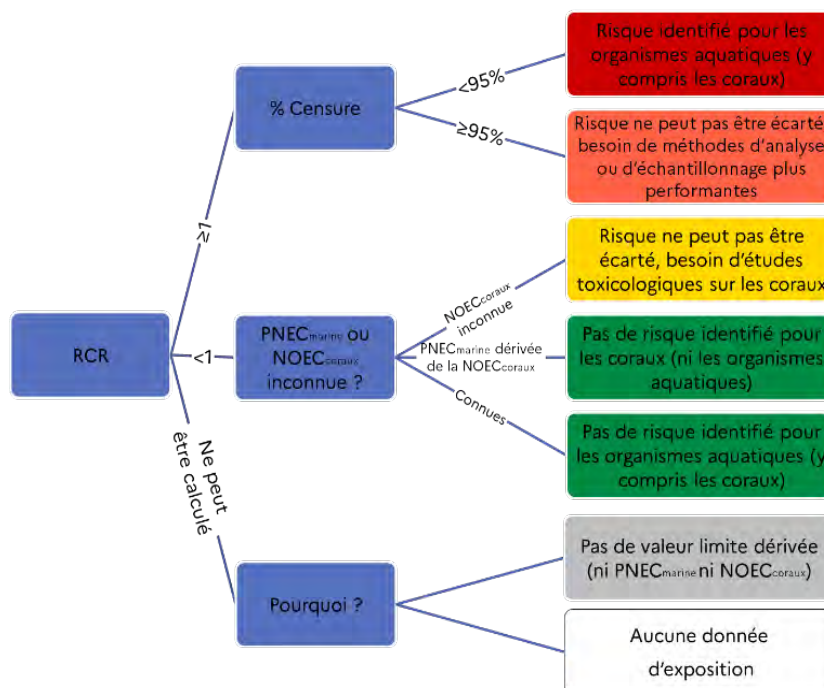 Risque identifié pour les
organismes aquatiques (y
compris les coraux)
<95%
% Censure
≥95%
Risque ne peut pas être écarté,
besoin de méthodes d'analyse
ou d'échantillonnage plus
performantes
≥1
Risque ne peut pas être
écarté, besoin d'études
toxicologiques sur les coraux
NOECcoraux
inconnue
RCR
<1
PNECmarine ou
NOECcoraux
inconnue ?
PNECmarine dérivée
de la NOECcoraux
Pas de risque identifié pour
les coraux (ni les organismes
aquatiques)
Connues
Pas de risque identifié pour
les organismes aquatiques (y
compris les coraux)
Ne peut
être calculé
Pourquoi ?
Pas de valeur limite dérivée
(ni PNECmarine ni NOECcoraux)
Aucune donnée
d'exposition